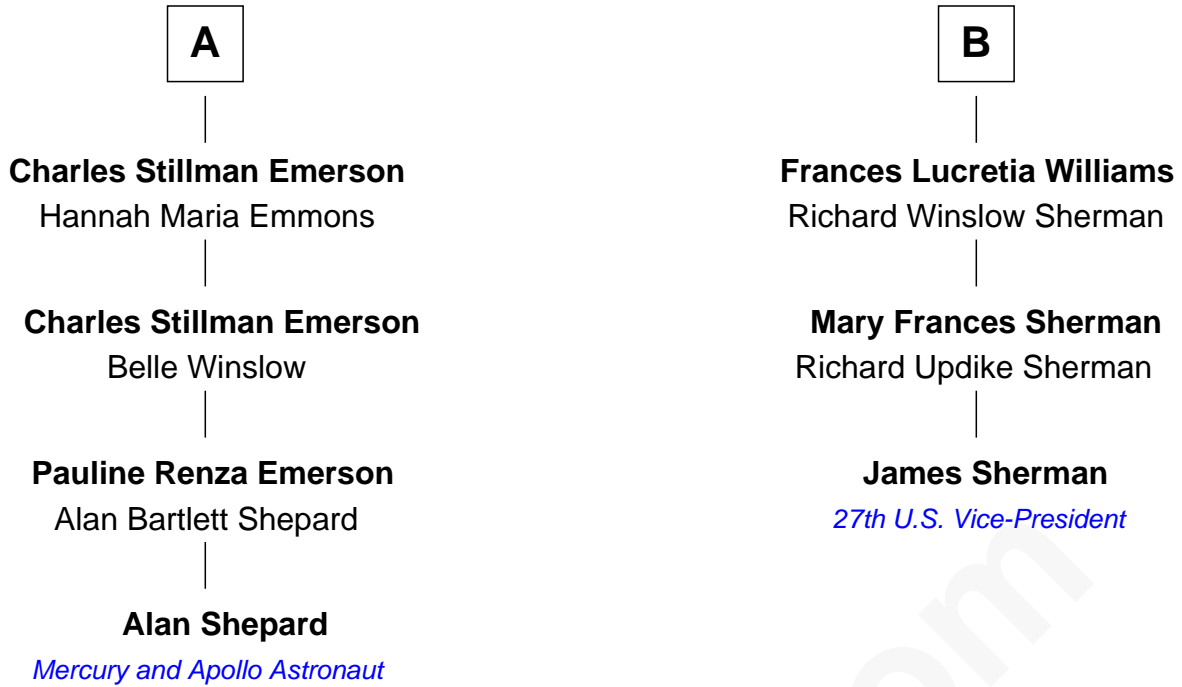 A
Charles Stillman Emerson
Hannah Maria Emmons
Charles Stillman Emerson
Belle Winslow
Pauline Renza Emerson
Alan Bartlett Shepard
Alan Shepard
Mercury and Apollo Astronaut
B
Frances Lucretia Williams
Richard Winslow Sherman
Mary Frances Sherman
Richard Updike Sherman
James Sherman
27th U.S. Vice-President
om